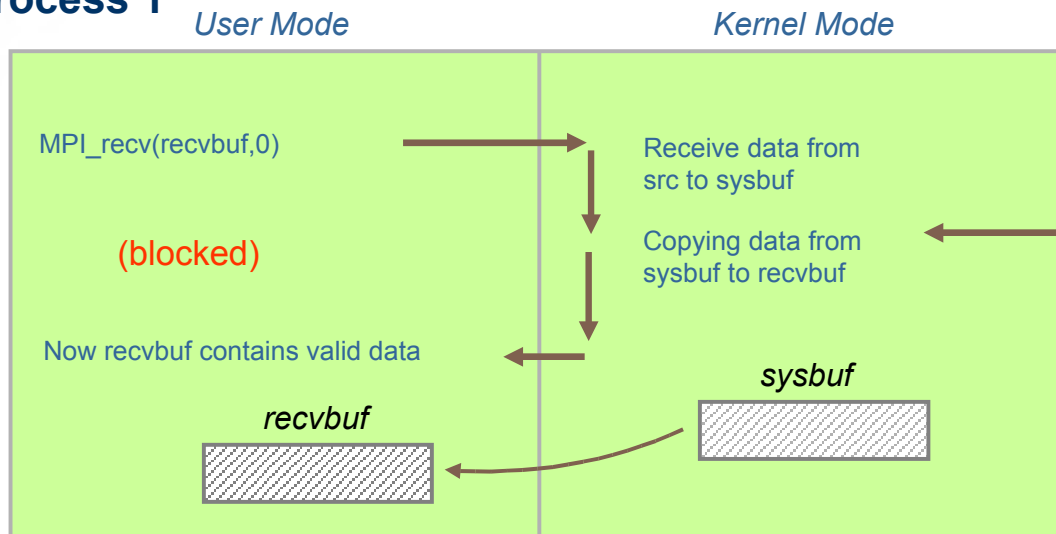 rocess 1
User Mode
Kernel Mode
MPI_recv(recvbuf,0)
Receive data from
src to sysbuf
(blocked)
Copying data from
sysbuf to recvbuf
Now recvbuf contains valid data
sysbuf
recvbuf